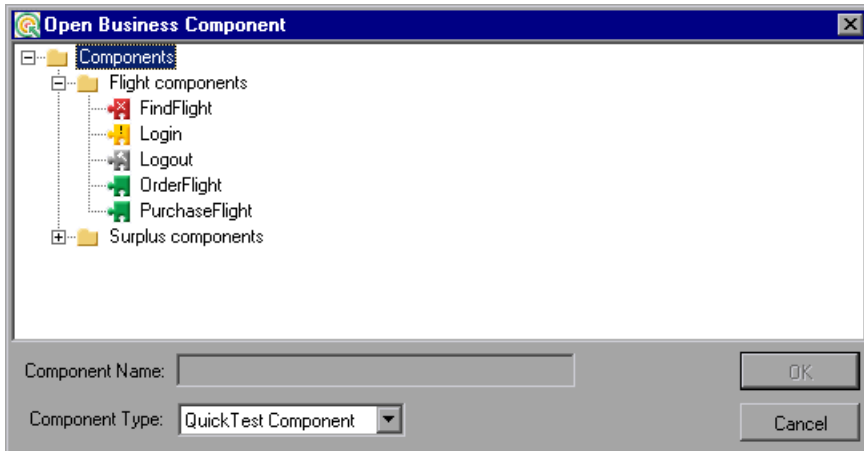 Open Business Component
Components
Flight components
FindFlight
Login
Logout
OrderFlight
PurchaseFlight
Surplus components
Component Name:
OK
Component Type: QuickTest Component
Cancel